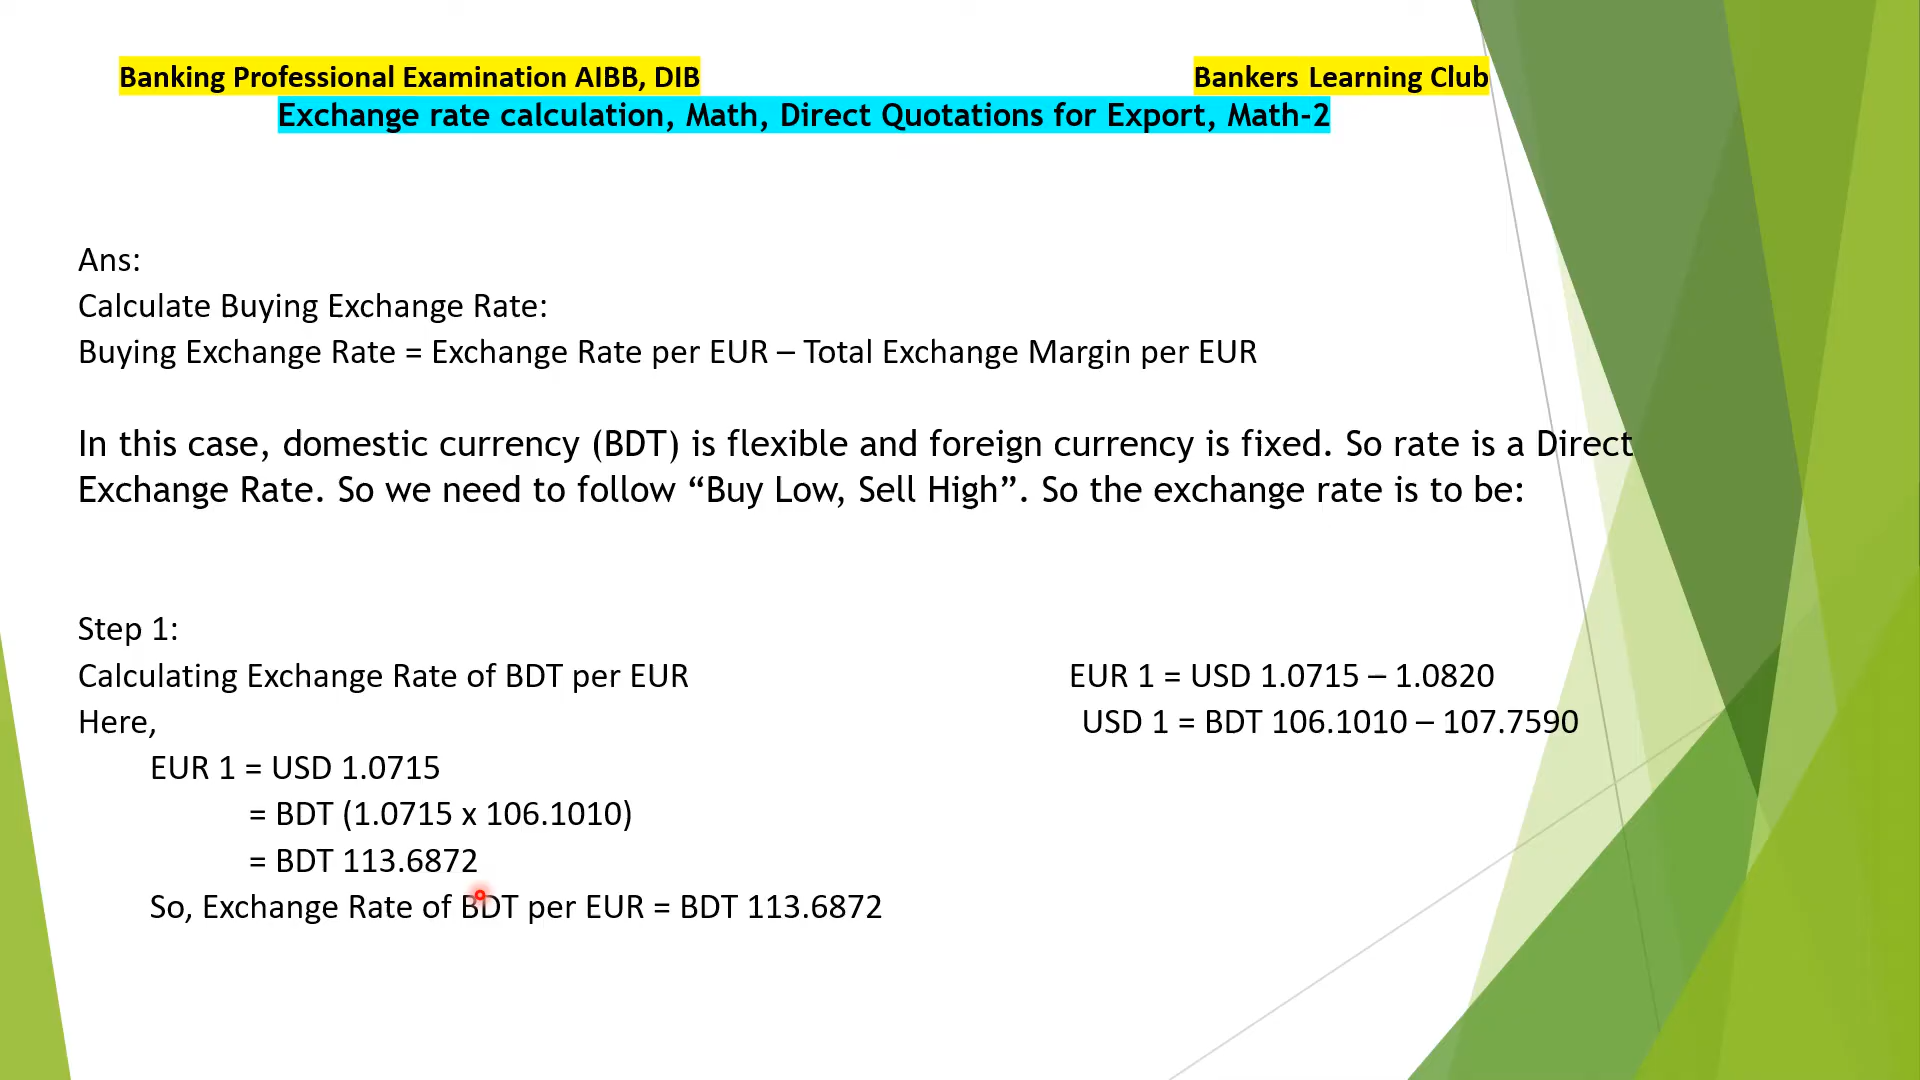 Banking Professional Examination AIBB, DIB Bankers Learning Club
Exchange rate calculation, Math, Direct Quotations for Export, Math-2
Ans:
Calculate Buying Exchange Rate:
Buying Exchange Rate = Exchange Rate per EUR – Total Exchange Margin per EUR
In this case, domestic currency (BDT) is flexible and foreign currency is fixed. So rate is a Direct
Exchange Rate. So we need to follow “Buy Low, Sell High”. So the exchange rate is to be:
Step 1:
Calculating Exchange Rate of BDT per EUR EUR 1 = USD 1.0715 – 1.0820
Here, USD 1 = BDT 106.1010 – 107.7590
EUR 1 = USD 1.0715
= BDT (1.0715 x 106.1010)
= BDT 113.6872
So, Exchange Rate of BDT per EUR = BDT 113.6872